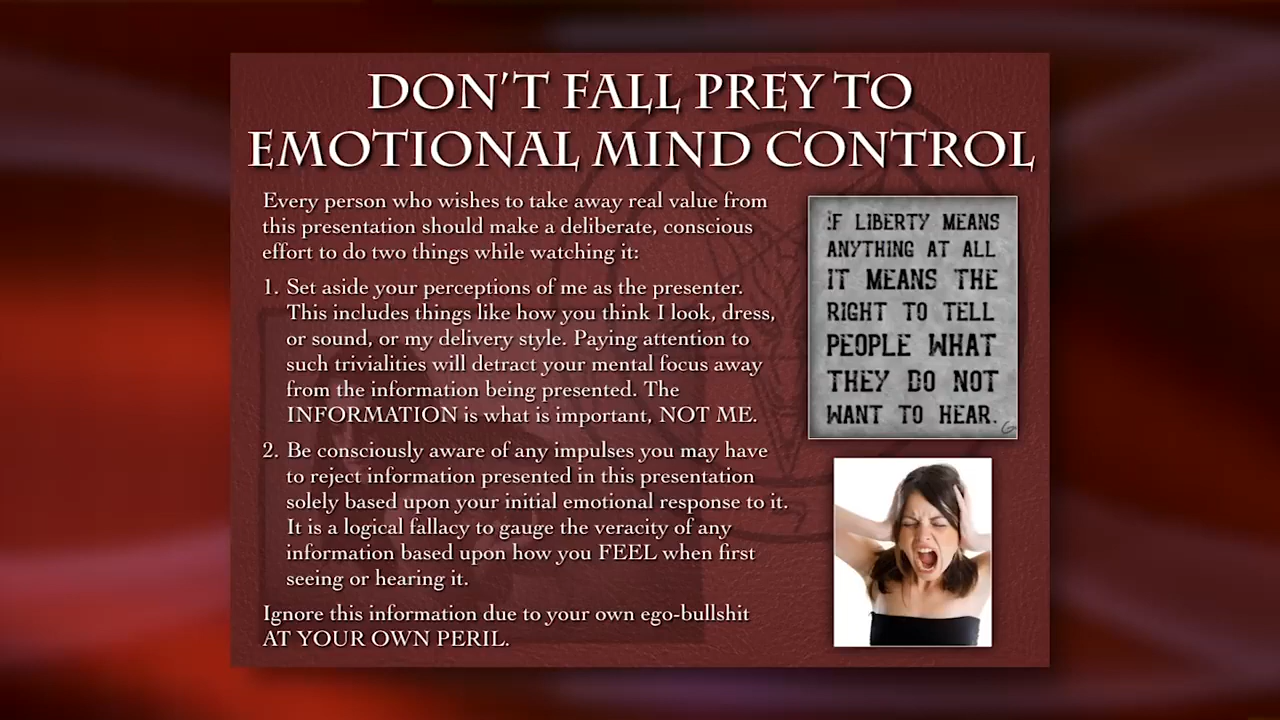 DON'T FALL PREY TO
EMOTIONAL MIND CONTROL
Every person who wishes to take away real value from
this presentation should make a deliberate, conscious
effort to do two things while watching it:
1. Set aside your perceptions of me as the presenter.
This includes things like how you think I look, dress,
or sound, or my delivery style. Paying attention to
such trivialities will detract your mental focus away
from the information being presented. The
INFORMATION is what is important, NOT ME.
2. Be consciously aware of any impulses you may have
to reject information presented in this presentation
solely based upon your initial emotional response to it.
It is a logical fallacy to gauge the veracity of any
information based upon how you FEEL when first
seeing or hearing it.
Ignore this information due to your own ego-bullshit
AT YOUR OWN PERIL.
IF LIBERTY MEANS
ANYTHING AT ALL
IT MEANS THE
RIGHT TO TELL
PEOPLE WHAT
THEY DO NOT
WANT TO HEAR.